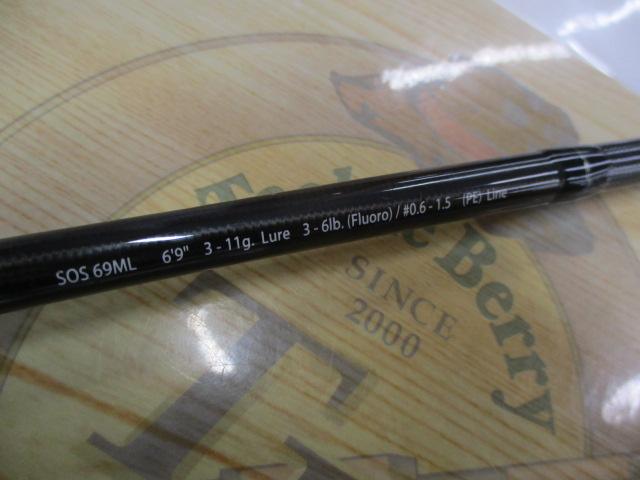 SOS 69ML 6'9" 3 - 11g. Lure 3 - 6lb. (Fluoro) / #0.6 - 1.5 (PE) Line
Berry
SINCE
2000